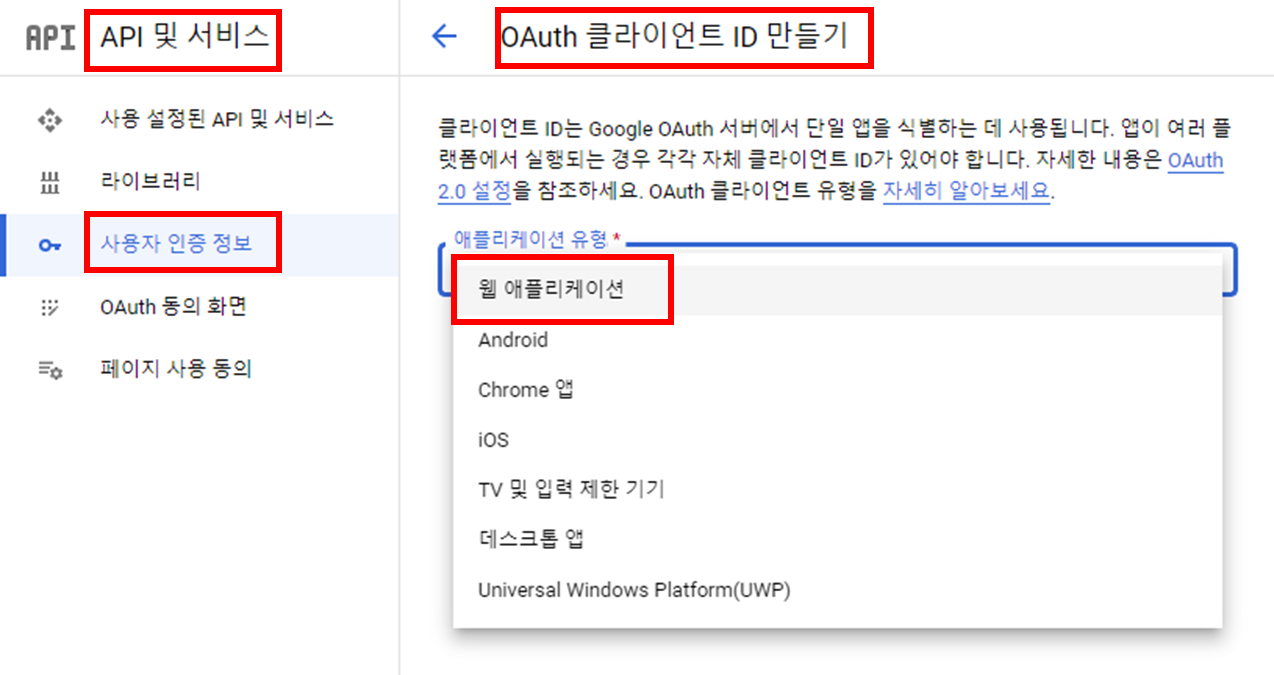 API API 및 서비스
OAuth 클라이언트 ID 만들기
사용 설정된 API 및 서비스
라이브러리
사용자 인증 정보
OAuth 동의 화면
페이지 사용 동의
클라이언트 ID는 Google OAuth 서버에서 단일 앱을 식별하는 데 사용됩니다. 앱이 여러 플
랫폼에서 실행되는 경우 각각 자체 클라이언트 ID가 있어야 합니다. 자세한 내용은 OAuth
2.0 설정을 참조하세요. OAuth 클라이언트 유형을 자세히 알아보세요.
애플리케이션 유형 *
웹 애플리케이션
Android
Chrome 앱
iOS
TV 및 입력 제한 기기
데스크톱 앱
Universal Windows Platform(UWP)